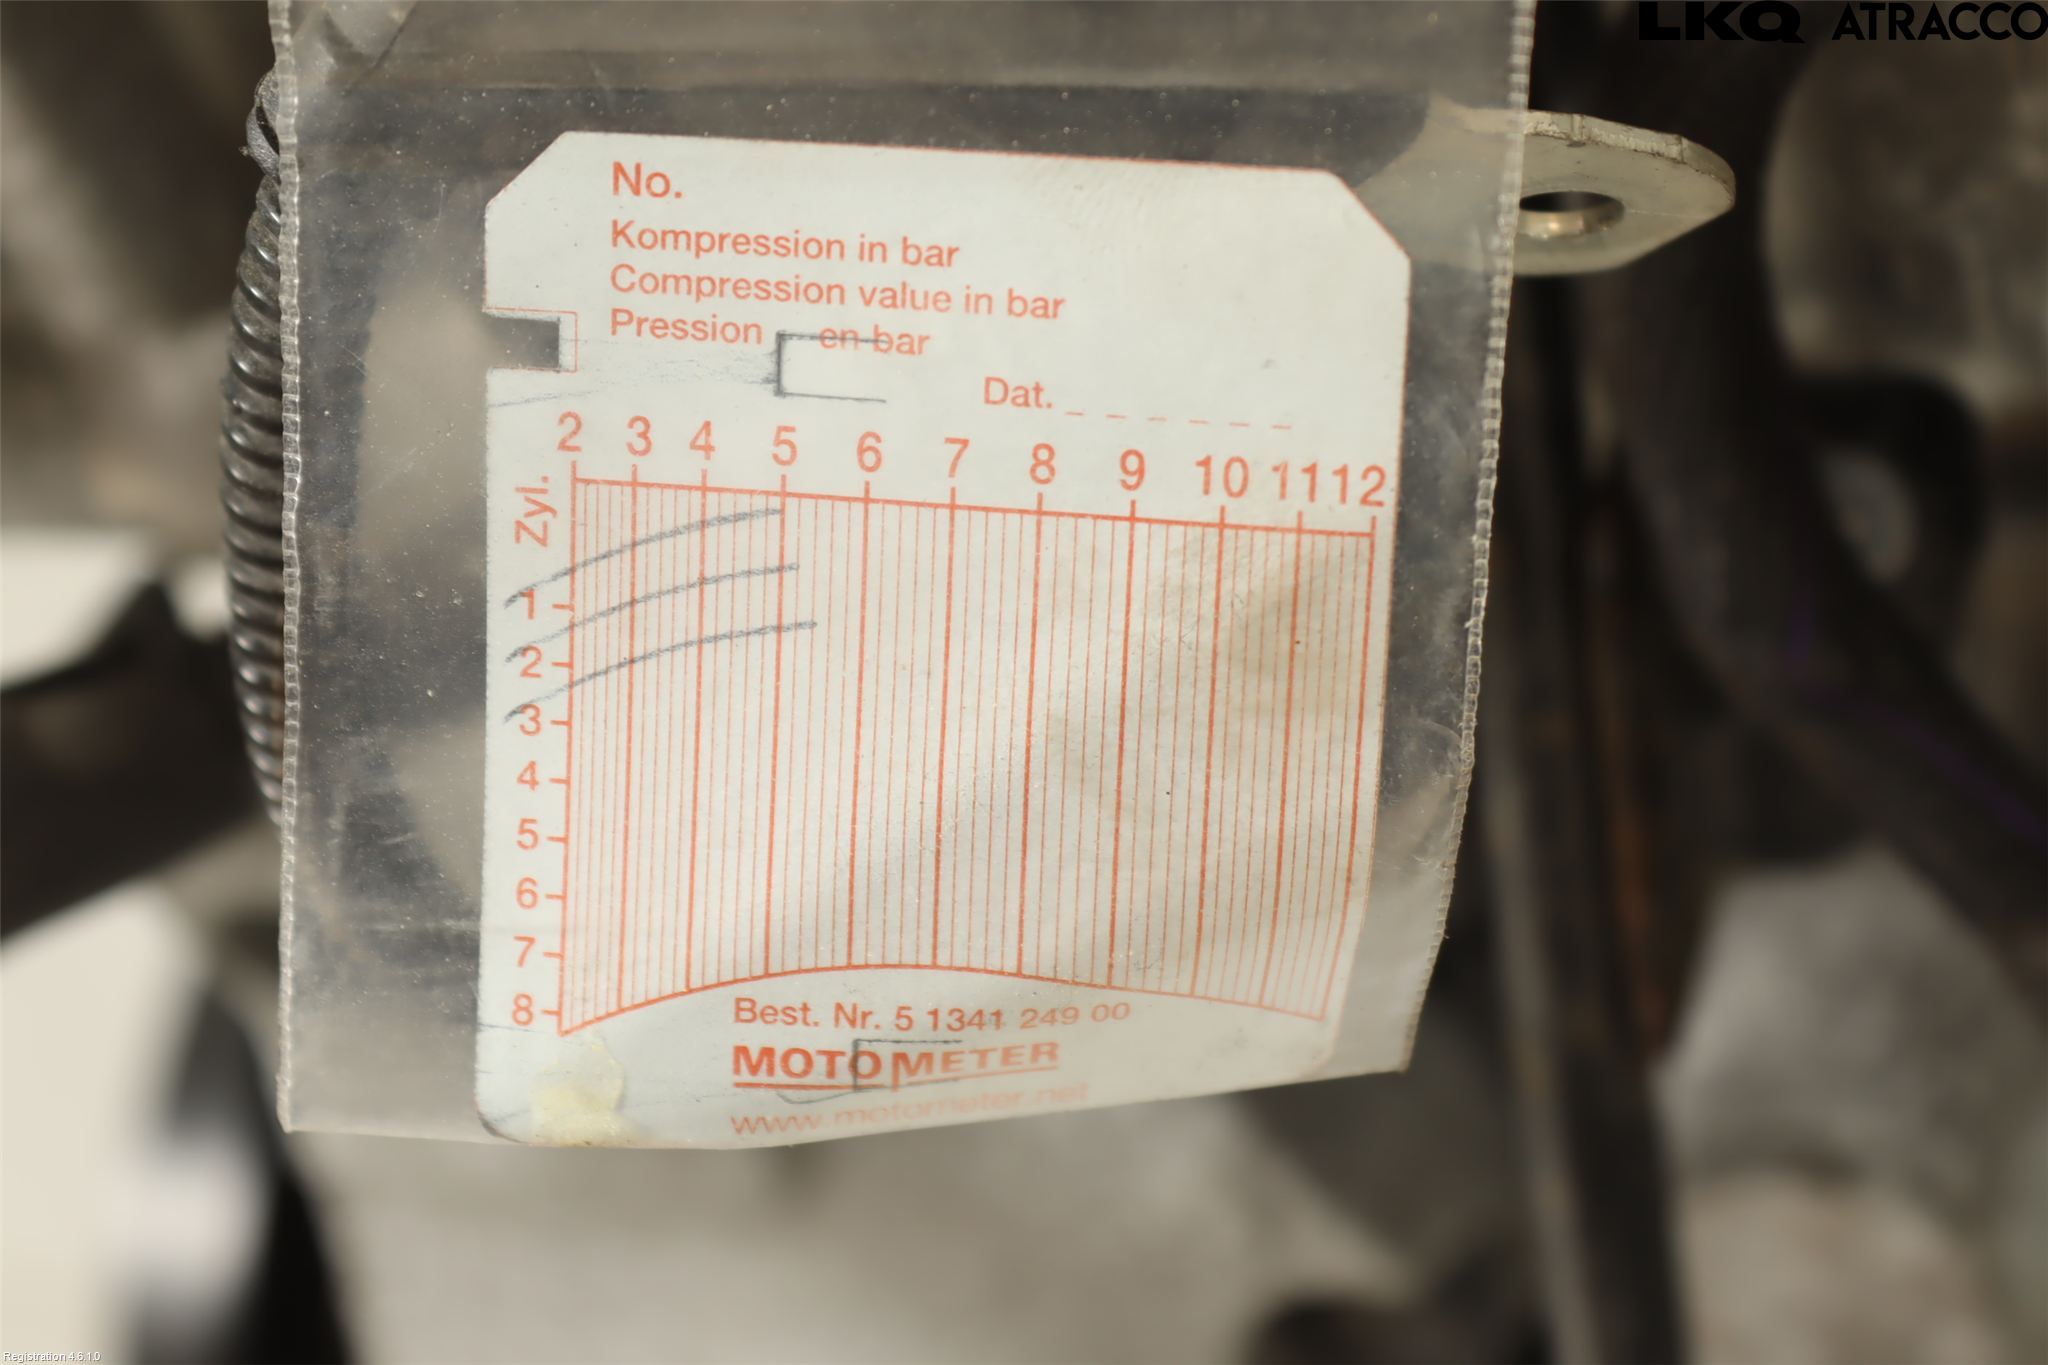 LKQ ATRACCO
No.
Kompression in bar
Compression value in bar
Pression en bar
Dat. _ _ _ _ _ _
2 3 4 5 6 7 8 9 10 11 12
Zyl.
1
2
3
4
5
6
7
8
Best. Nr. 5 1341 249 00
MOTOMETER
www.motometer.net
Registration 4.6.1.0